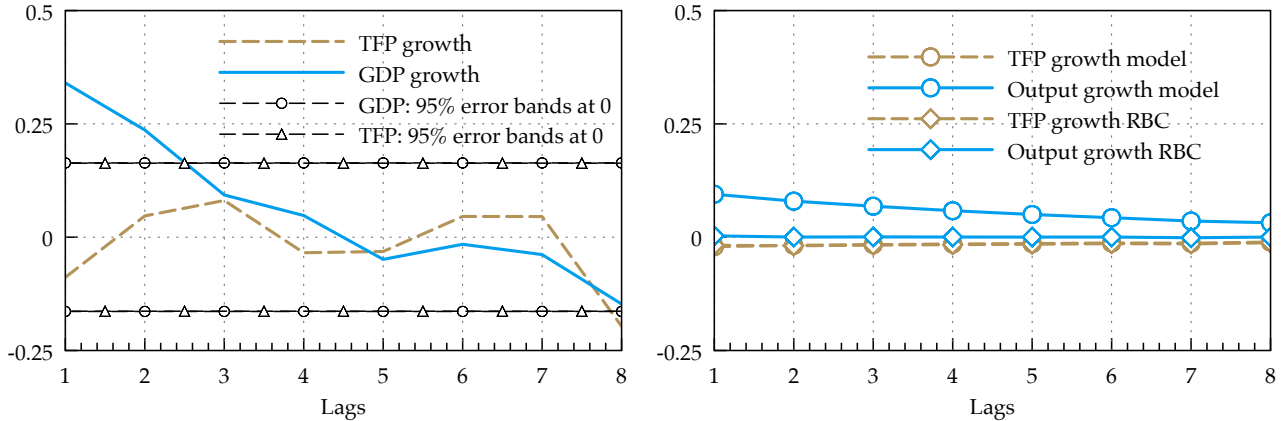 0.5
0.25
0
-0.25
TFP growth
GDP growth
GDP: 95% error bands at 0
TFP: 95% error bands at 0
1 2 3 4 5 6 7 8
Lags
0.5
0.25
0
-0.25
TFP growth model
Output growth model
TFP growth RBC
Output growth RBC
1 2 3 4 5 6 7 8
Lags